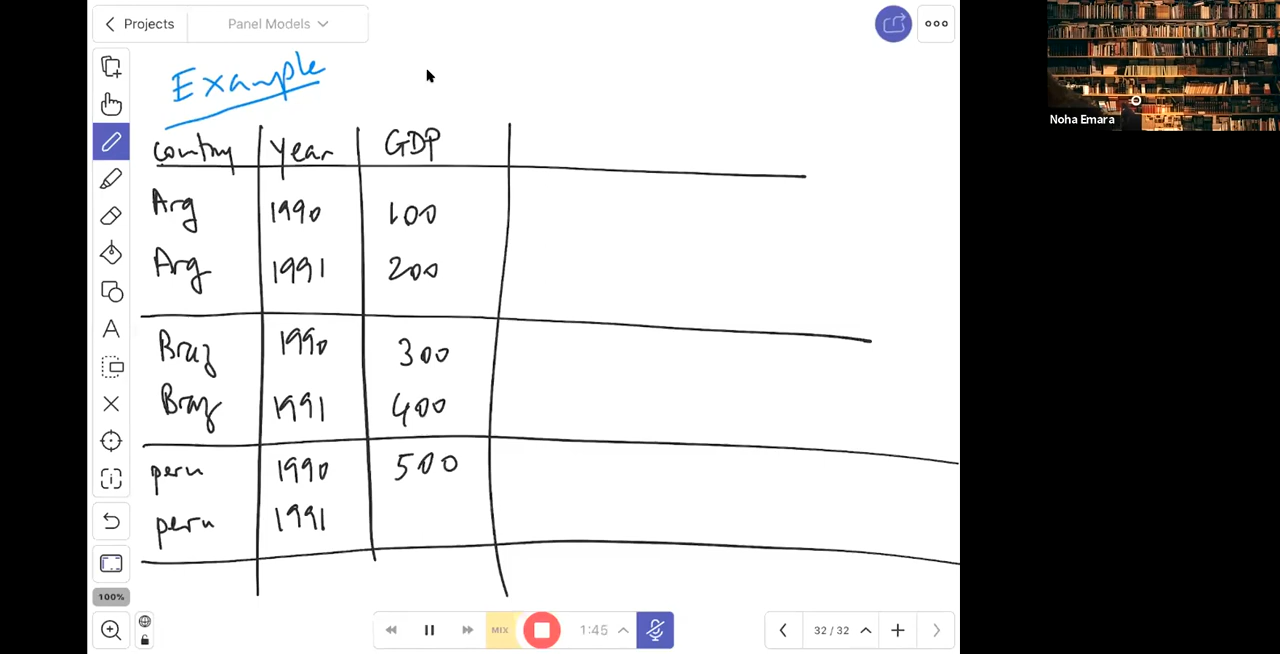 Projects Panel Models
Example
country year GDP
Arg 1990 100
Arg 1991 200
Braz 1990 300
Braz 1991 400
peru 1990 500
peru 1991
100%
MIX 1:45 32 / 32
Noha Emara